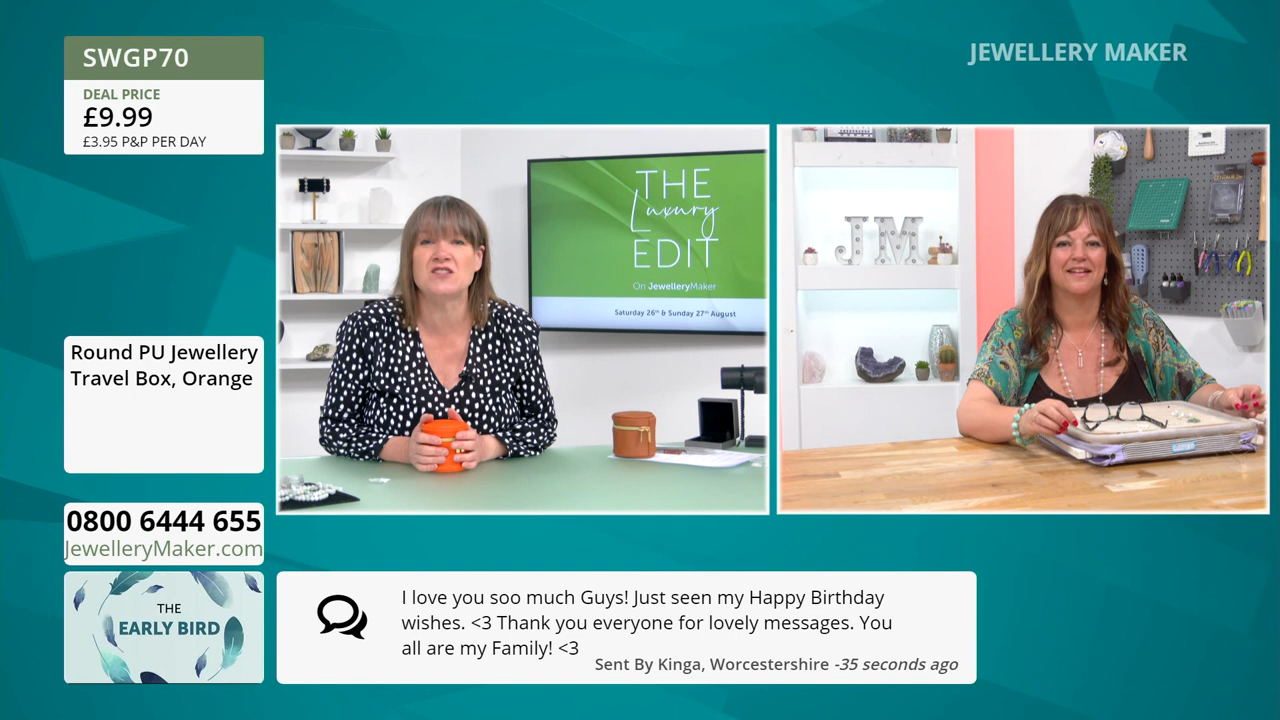 SWGP70
DEAL PRICE
£9.99
£3.95 P&P PER DAY
JEWELLERY MAKER
THE
Luxury
EDIT
On JewelleryMaker
Saturday 26th & Sunday 27th August
JM
Round PU Jewellery
Travel Box, Orange
0800 6444 655
JewelleryMaker.com
THE
EARLY BIRD
I love you soo much Guys! Just seen my Happy Birthday
wishes. <3 Thank you everyone for lovely messages. You
all are my Family! <3
Sent By Kinga, Worcestershire -35 seconds ago